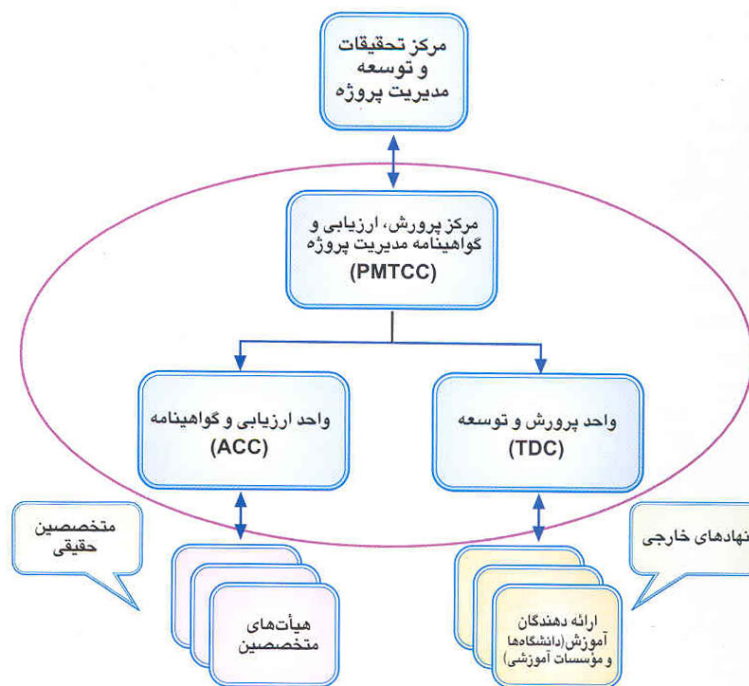 مرکز تحقیقات
و توسعه
مدیریت پروژه
مرکز پرورش، ارزیابی و
گواهینامه مدیریت پروژه
(PMTCC)
واحد پرورش و توسعه
(TDC)
واحد ارزیابی و گواهینامه
(ACC)
نهادهای خارجی
متخصصین
حقیقی
ارائه دهندگان
آموزش(دانشگاه‌ها
و مؤسسات آموزشی)
هیأت‌های
متخصصین